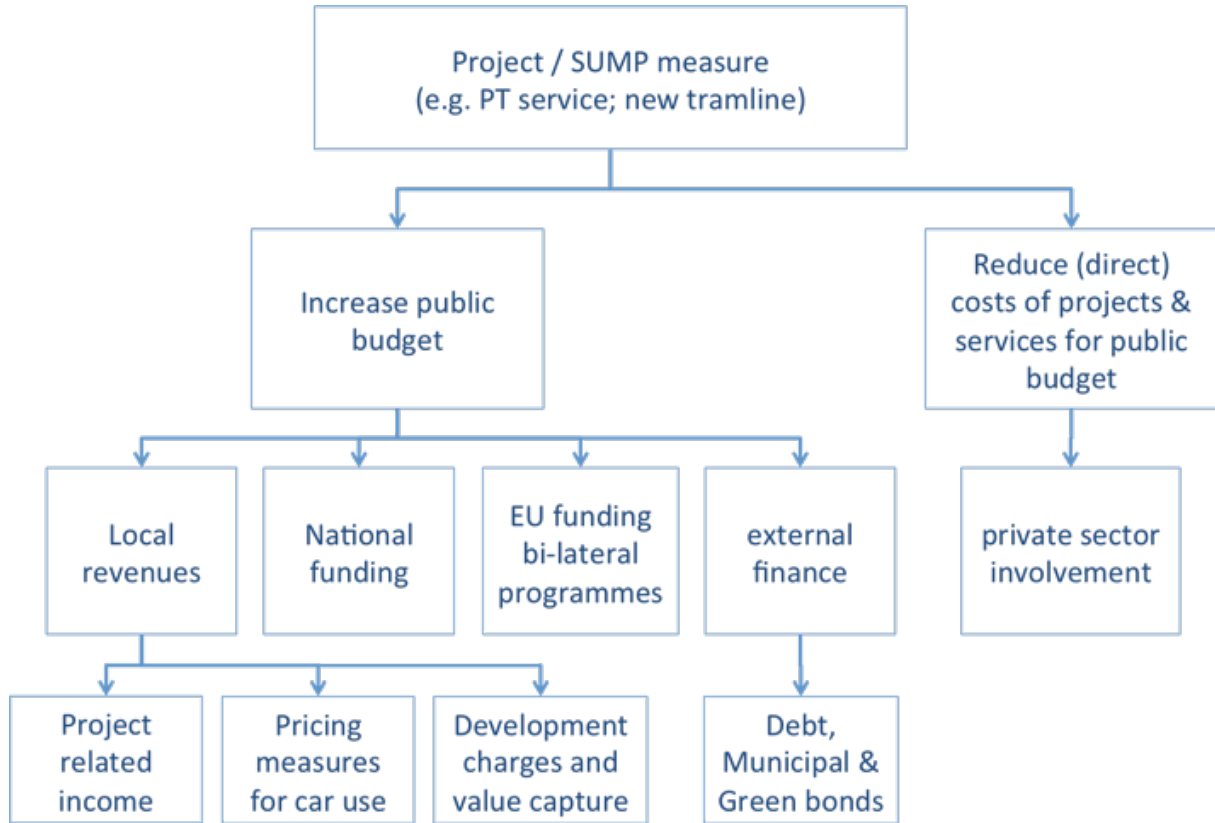 Project / SUMP measure
(e.g. PT service; new tramline)
Increase public
budget
Reduce (direct)
costs of projects &
services for public
budget
Local
revenues
National
funding
EU funding
bi-lateral
programmes
external
finance
private sector
involvement
Project
related
income
Pricing
measures
for car use
Development
charges and
value capture
Debt,
Municipal &
Green bonds